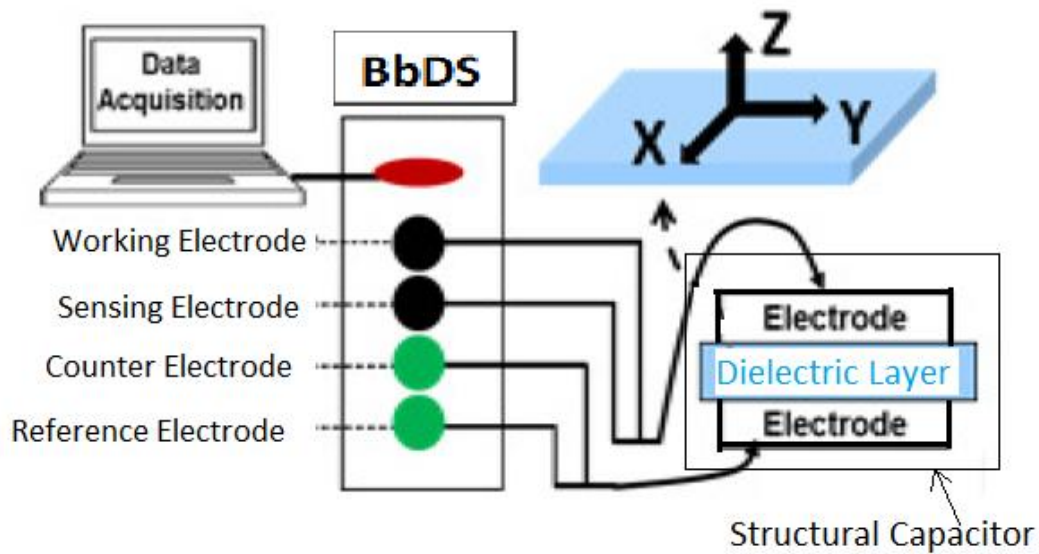 Data
Acquisition
BbDS
Z
X
Y
Working Electrode
Sensing Electrode
Counter Electrode
Reference Electrode
Electrode
Dielectric Layer
Electrode
Structural Capacitor